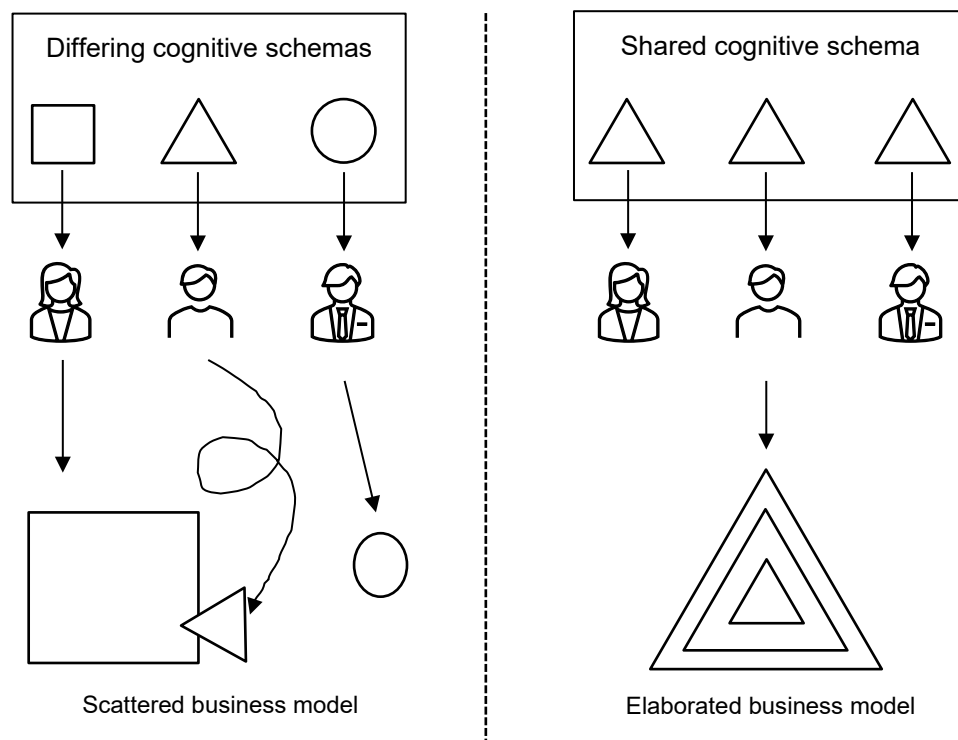 Differing cognitive schemas
Shared cognitive schema
Scattered business model
Elaborated business model